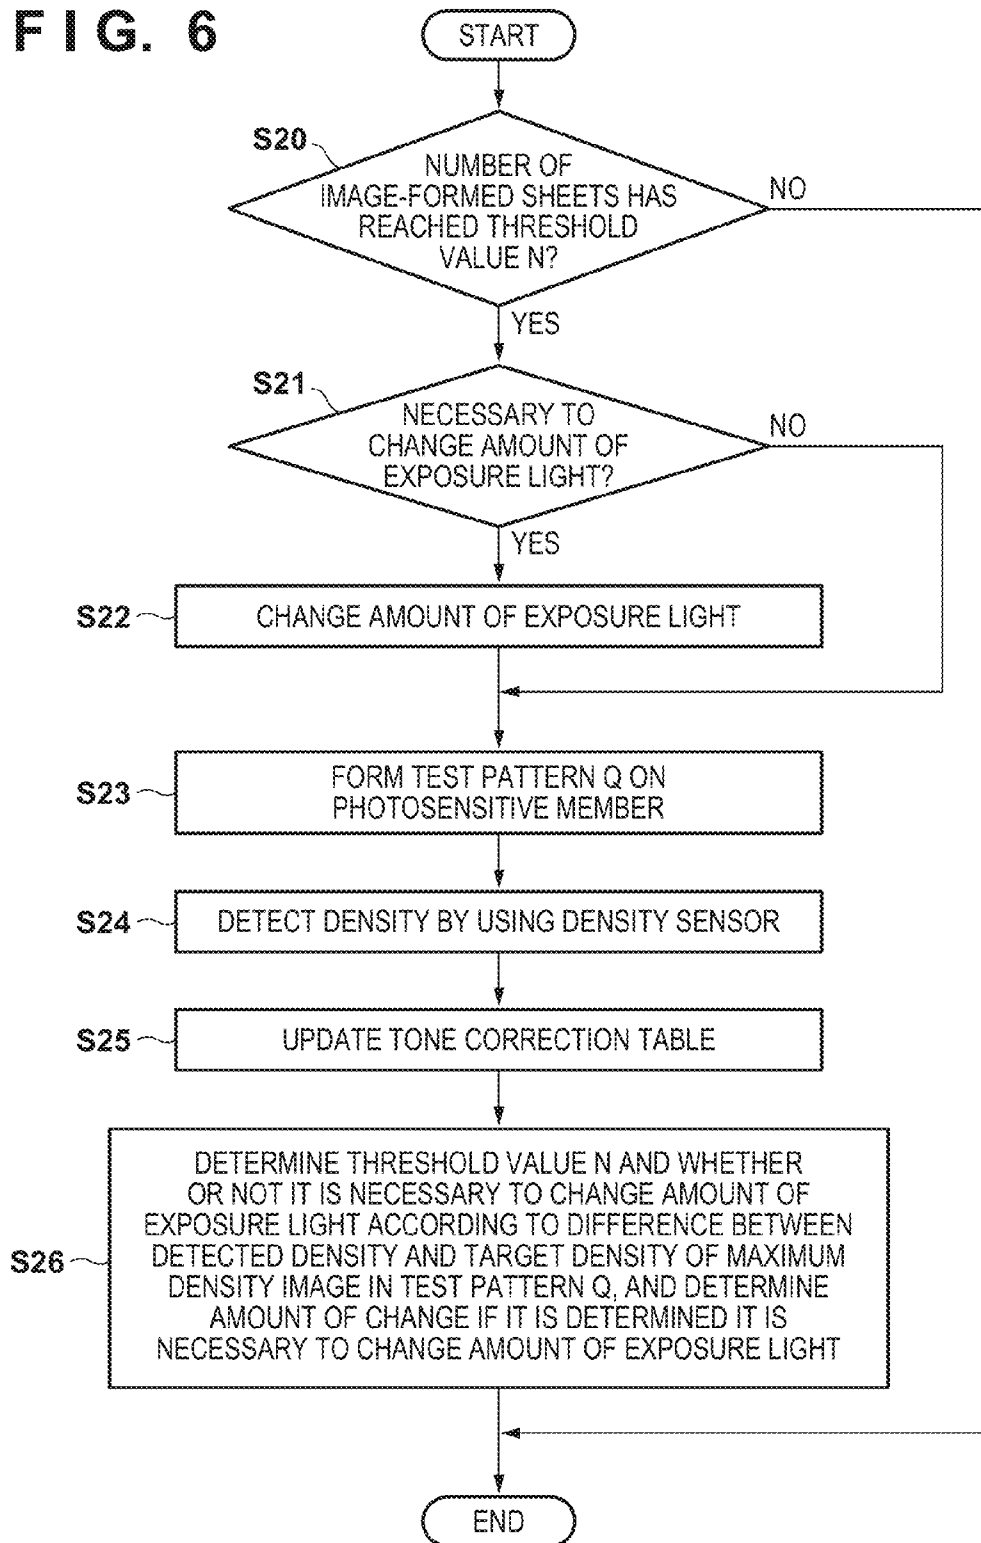 FIG. 6
START
S20
NUMBER OF
IMAGE-FORMED SHEETS HAS
REACHED THRESHOLD
VALUE N?
NO
YES
S21
NECESSARY TO
CHANGE AMOUNT OF
EXPOSURE LIGHT?
NO
YES
S22
CHANGE AMOUNT OF EXPOSURE LIGHT
S23
FORM TEST PATTERN Q ON
PHOTOSENSITIVE MEMBER
S24
DETECT DENSITY BY USING DENSITY SENSOR
S25
UPDATE TONE CORRECTION TABLE
S26
DETERMINE THRESHOLD VALUE N AND WHETHER
OR NOT IT IS NECESSARY TO CHANGE AMOUNT OF
EXPOSURE LIGHT ACCORDING TO DIFFERENCE BETWEEN
DETECTED DENSITY AND TARGET DENSITY OF MAXIMUM
DENSITY IMAGE IN TEST PATTERN Q, AND DETERMINE
AMOUNT OF CHANGE IF IT IS DETERMINED IT IS
NECESSARY TO CHANGE AMOUNT OF EXPOSURE LIGHT
END